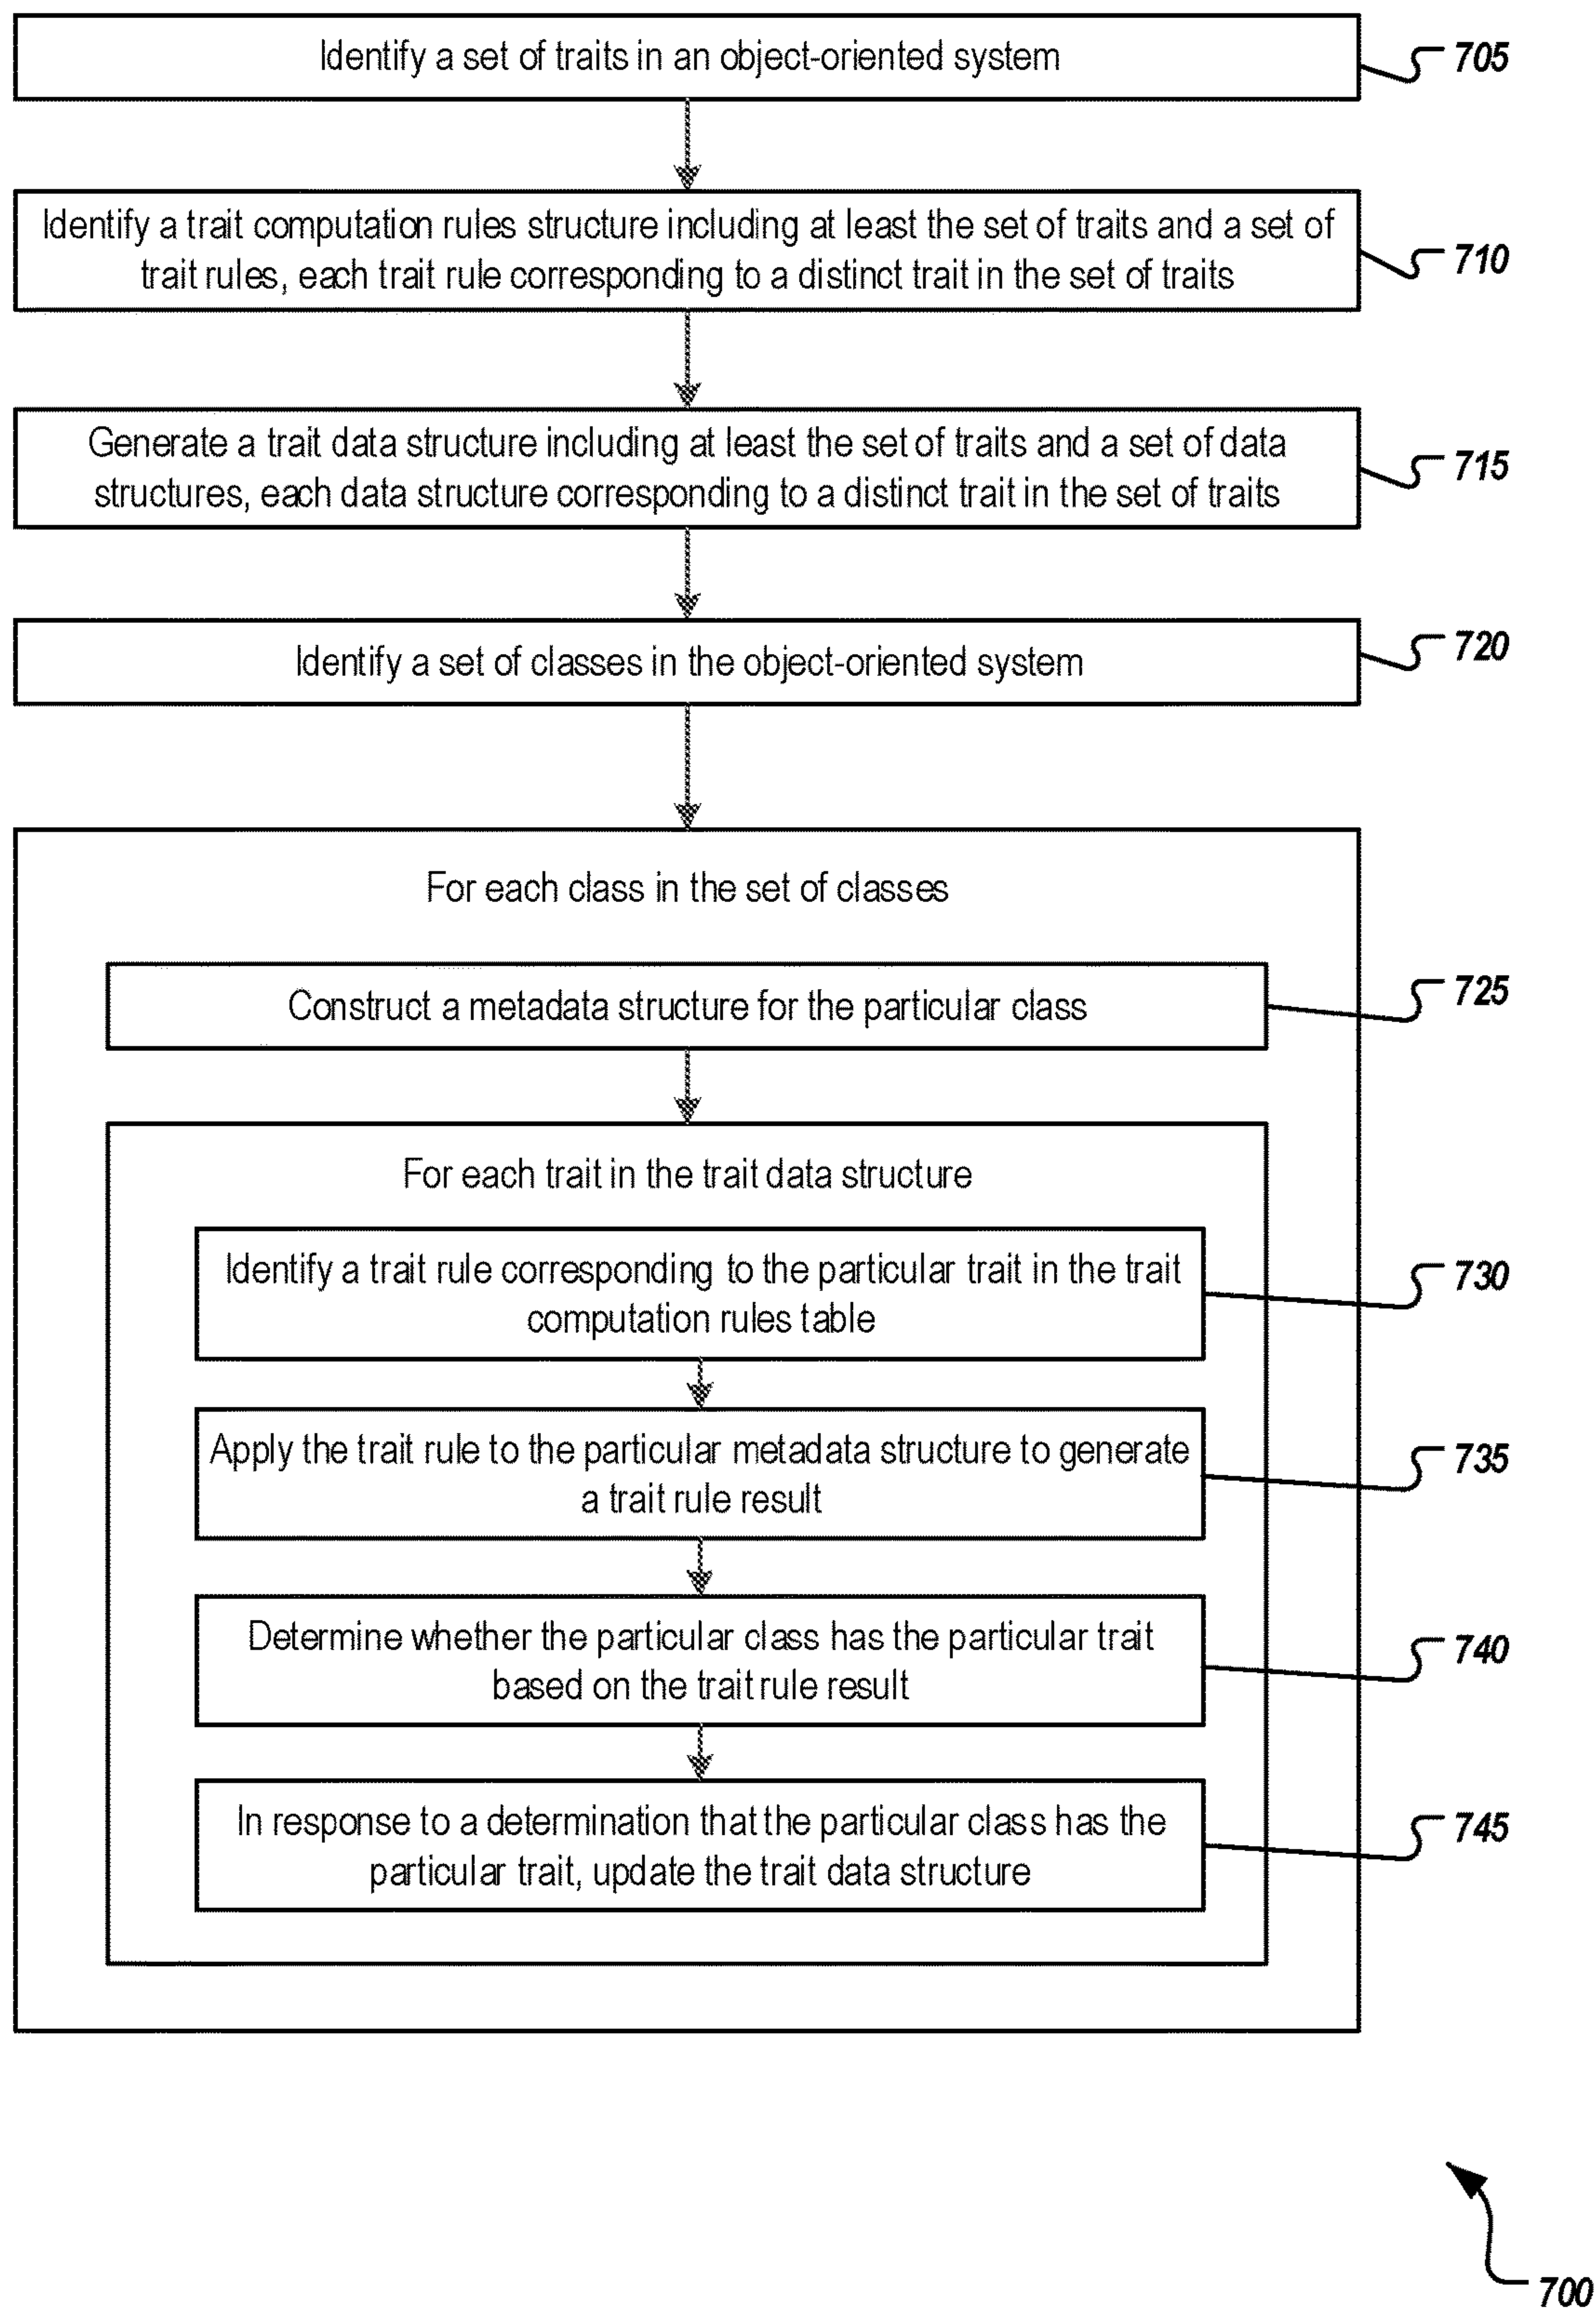 Identify a set of traits in an object-oriented system
705
Identify a trait computation rules structure including at least the set of traits and a set of
trait rules, each trait rule corresponding to a distinct trait in the set of traits
710
Generate a trait data structure including at least the set of traits and a set of data
structures, each data structure corresponding to a distinct trait in the set of traits
715
Identify a set of classes in the object-oriented system
720
For each class in the set of classes
Construct a metadata structure for the particular class
725
For each trait in the trait data structure
Identify a trait rule corresponding to the particular trait in the trait
computation rules table
730
Apply the trait rule to the particular metadata structure to generate
a trait rule result
735
Determine whether the particular class has the particular trait
based on the trait rule result
740
In response to a determination that the particular class has the
particular trait, update the trait data structure
745
700